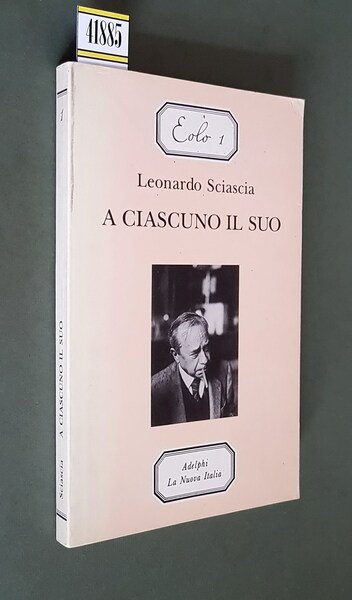 41885
Eolo 1
Leonardo Sciascia
A CIASCUNO IL SUO
Adelphi
La Nuova Italia
1
A CIASCUNO IL SUO
Sciascia